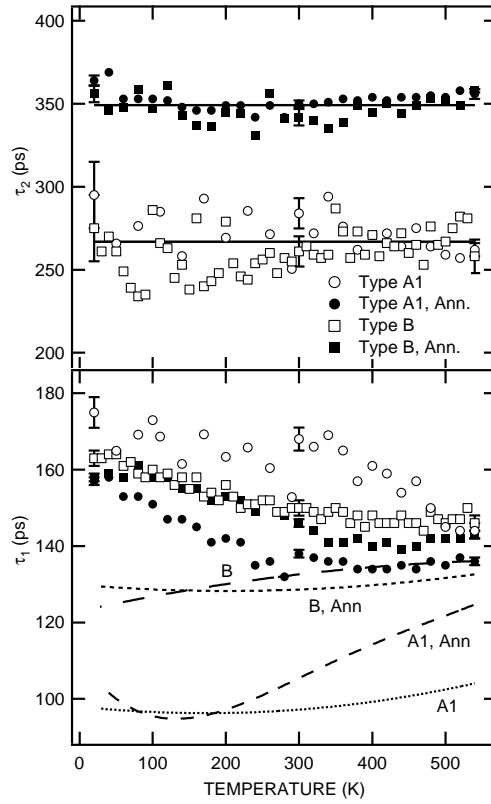 400
350
300
250
200
τ2 (ps)
Type A1
Type A1, Ann.
Type B
Type B, Ann.
180
160
140
120
100
τ1 (ps)
B
B, Ann
A1, Ann
A1
0
100
200
300
400
500
TEMPERATURE (K)